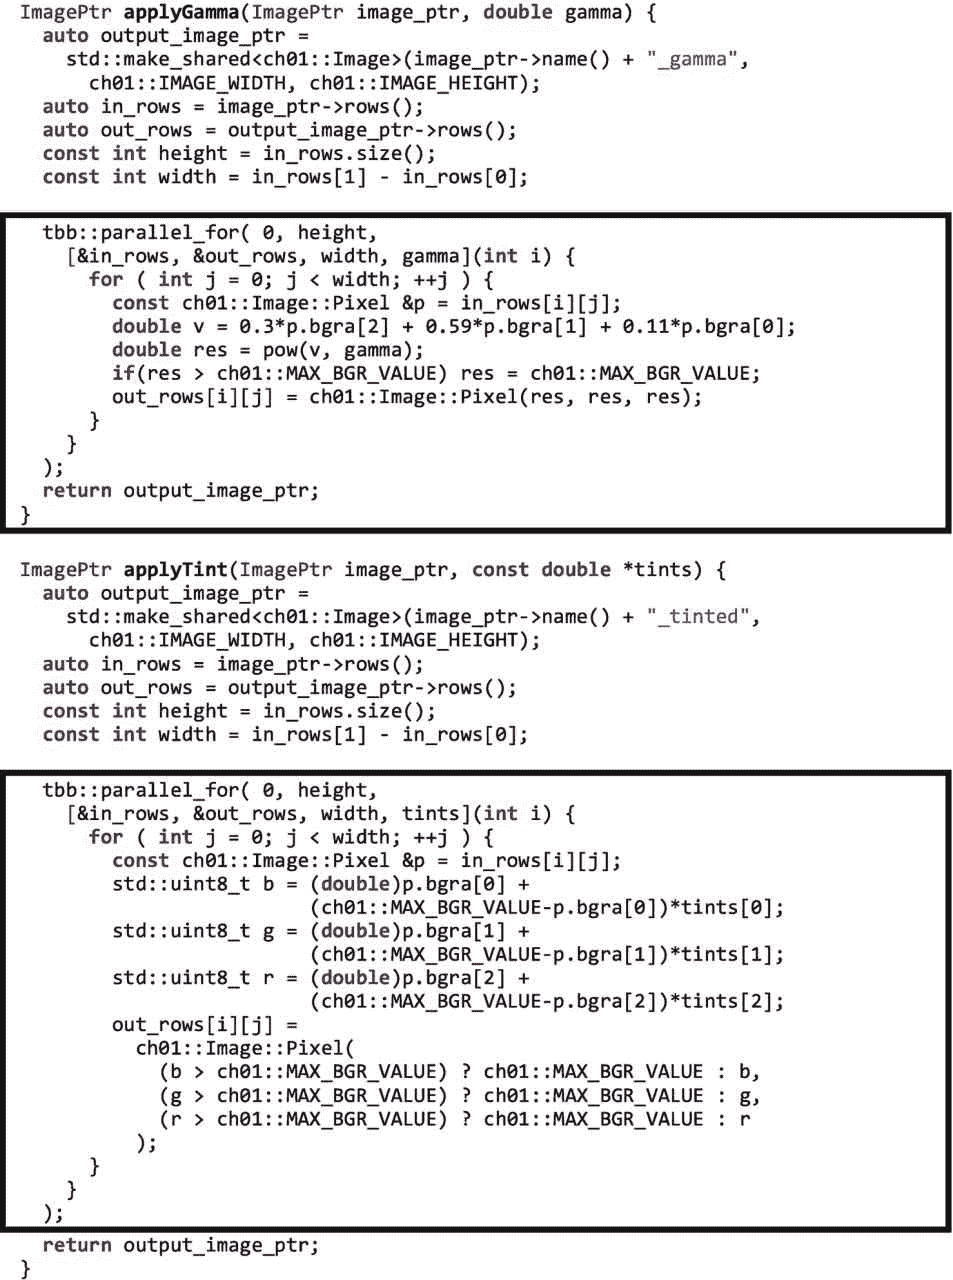 ImagePtr applyGamma(ImagePtr image_ptr, double gamma) {
  auto output_image_ptr =
    std::make_shared<ch01::Image>(image_ptr->name() + "_gamma",
      ch01::IMAGE_WIDTH, ch01::IMAGE_HEIGHT);
  auto in_rows = image_ptr->rows();
  auto out_rows = output_image_ptr->rows();
  const int height = in_rows.size();
  const int width = in_rows[1] - in_rows[0];
  tbb::parallel_for( 0, height,
    [&in_rows, &out_rows, width, gamma](int i) {
      for ( int j = 0; j < width; ++j ) {
        const ch01::Image::Pixel &p = in_rows[i][j];
        double v = 0.3*p.bgra[2] + 0.59*p.bgra[1] + 0.11*p.bgra[0];
        double res = pow(v, gamma);
        if(res > ch01::MAX_BGR_VALUE) res = ch01::MAX_BGR_VALUE;
        out_rows[i][j] = ch01::Image::Pixel(res, res, res);
      }
    }
  );
  return output_image_ptr;
}
ImagePtr applyTint(ImagePtr image_ptr, const double *tints) {
  auto output_image_ptr =
    std::make_shared<ch01::Image>(image_ptr->name() + "_tinted",
      ch01::IMAGE_WIDTH, ch01::IMAGE_HEIGHT);
  auto in_rows = image_ptr->rows();
  auto out_rows = output_image_ptr->rows();
  const int height = in_rows.size();
  const int width = in_rows[1] - in_rows[0];
  tbb::parallel_for( 0, height,
    [&in_rows, &out_rows, width, tints](int i) {
      for ( int j = 0; j < width; ++j ) {
        const ch01::Image::Pixel &p = in_rows[i][j];
        std::uint8_t b = (double)p.bgra[0] +
                         (ch01::MAX_BGR_VALUE-p.bgra[0])*tints[0];
        std::uint8_t g = (double)p.bgra[1] +
                         (ch01::MAX_BGR_VALUE-p.bgra[1])*tints[1];
        std::uint8_t r = (double)p.bgra[2] +
                         (ch01::MAX_BGR_VALUE-p.bgra[2])*tints[2];
        out_rows[i][j] =
          ch01::Image::Pixel(
            (b > ch01::MAX_BGR_VALUE) ? ch01::MAX_BGR_VALUE : b,
            (g > ch01::MAX_BGR_VALUE) ? ch01::MAX_BGR_VALUE : g,
            (r > ch01::MAX_BGR_VALUE) ? ch01::MAX_BGR_VALUE : r
          );
      }
    }
  );
  return output_image_ptr;
}